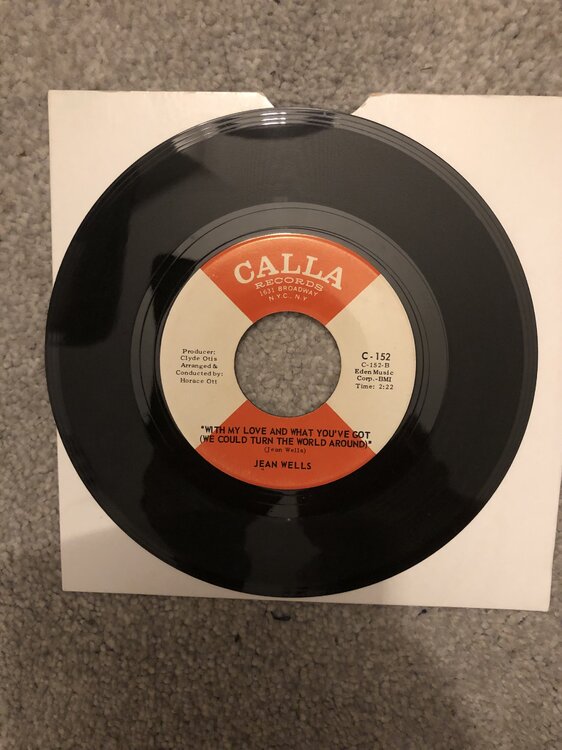 CALLA
RECORDS
1631 BROADWAY
N.Y.C., N.Y.
Producer:
Clyde Otis
Arranged &
Conducted by:
Horace Ott
C-152
C-152-B
Eden Music
Corp.-BMI
Time: 2:22
"WITH MY LOVE AND WHAT YOU'VE GOT
(WE COULD TURN THE WORLD AROUND)"
(Jean Wells)
JEAN WELLS